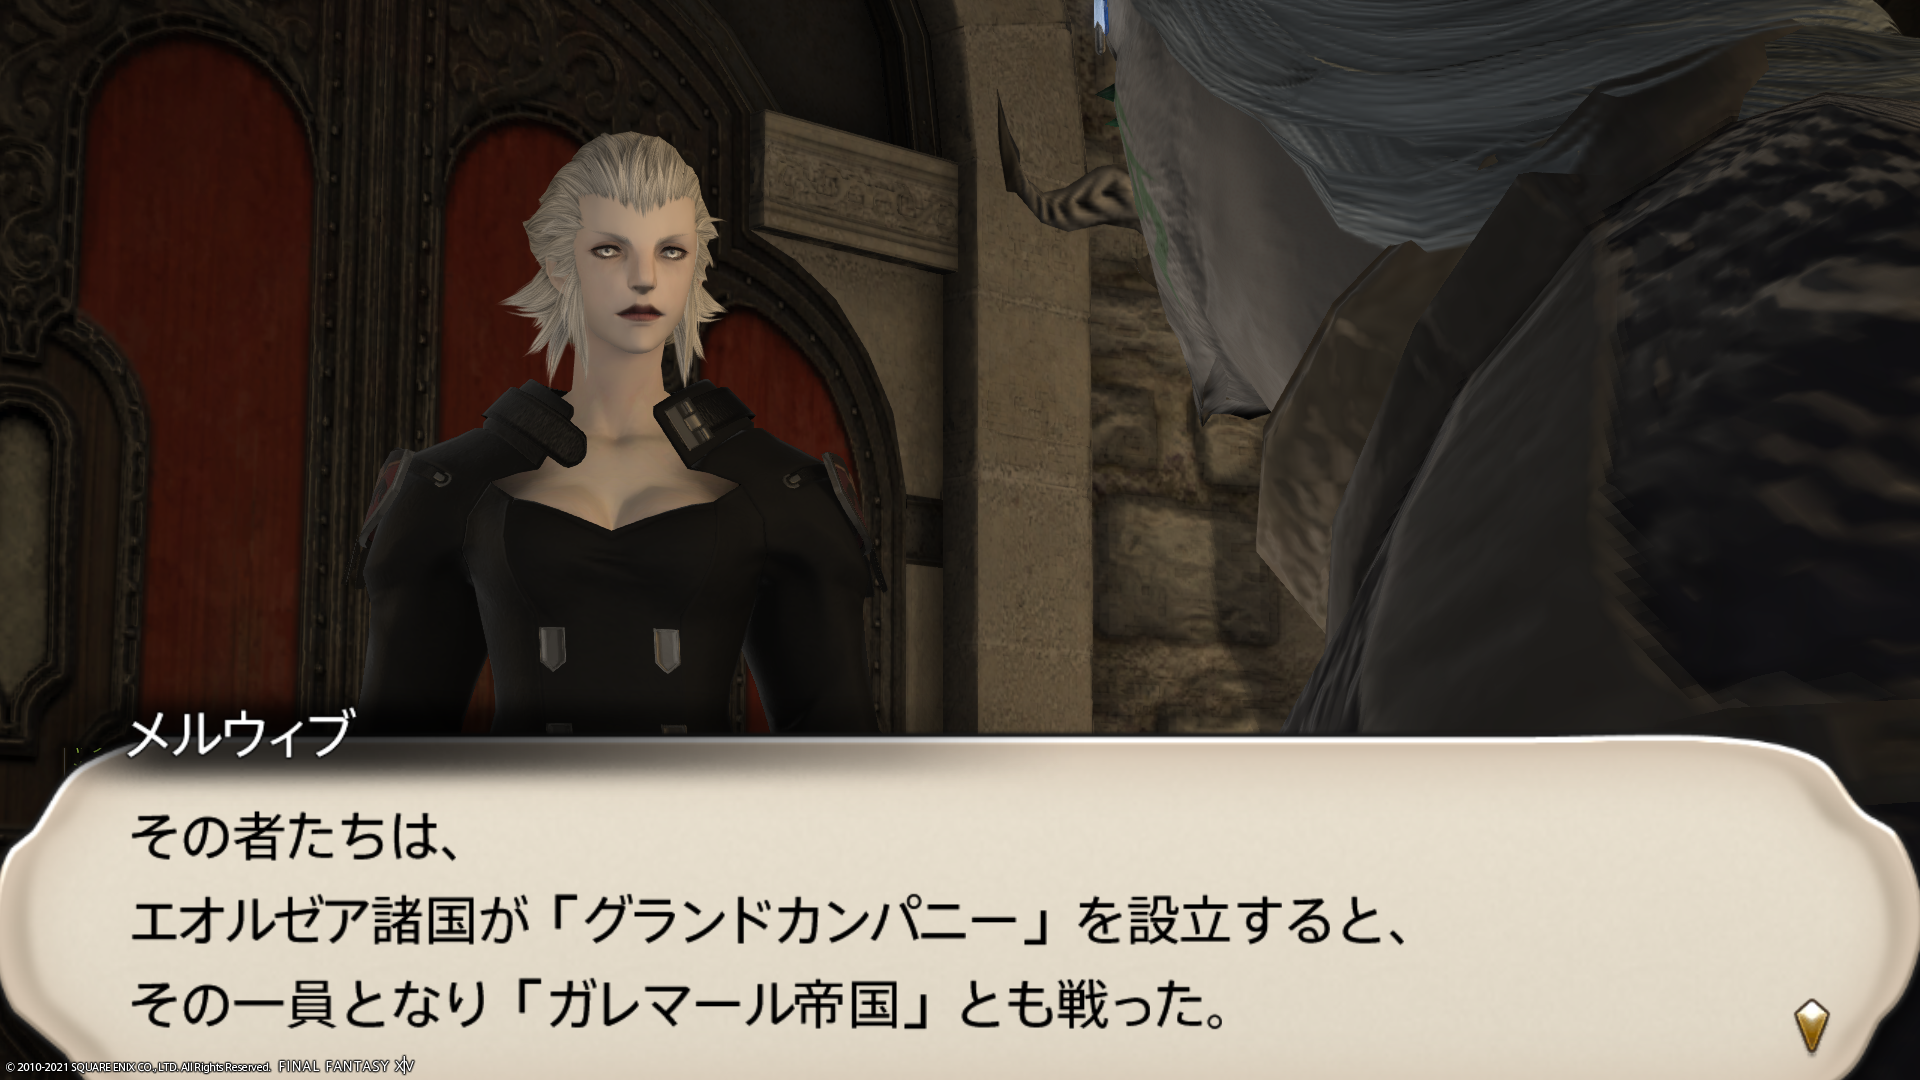 メルウィブ
その者たちは、
エオルゼア諸国が「グランドカンパニー」を設立すると、
その一員となり「ガレマール帝国」とも戦った。
© 2010-2021 SQUARE ENIX CO., LTD. All Rights Reserved. FINAL FANTASY XIV